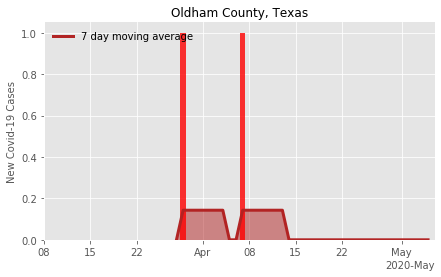 Oldham County, Texas
7 day moving average
New Covid-19 Cases
1.0
0.8
0.6
0.4
0.2
0.0
08 15 22 Apr 08 15 22 May
2020-May